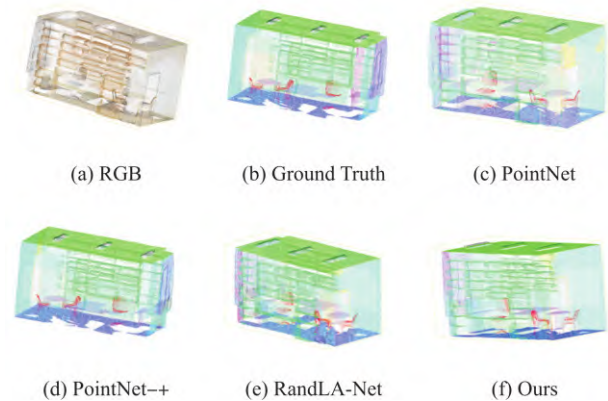 (a) RGB
(b) Ground Truth
(c) PointNet
(d) PointNet-+
(e) RandLA-Net
(f) Ours